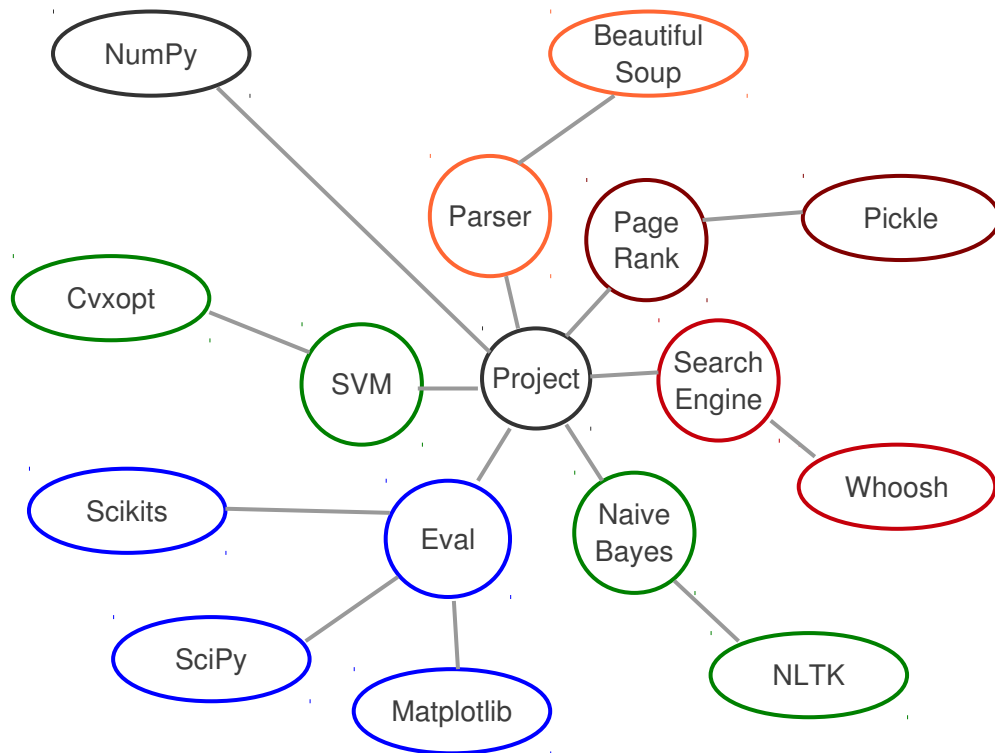 NumPy
Beautiful
Soup
Parser
Page
Rank
Pickle
Cvxopt
SVM
Project
Search
Engine
Whoosh
Scikits
Eval
Naive
Bayes
SciPy
Matplotlib
NLTK